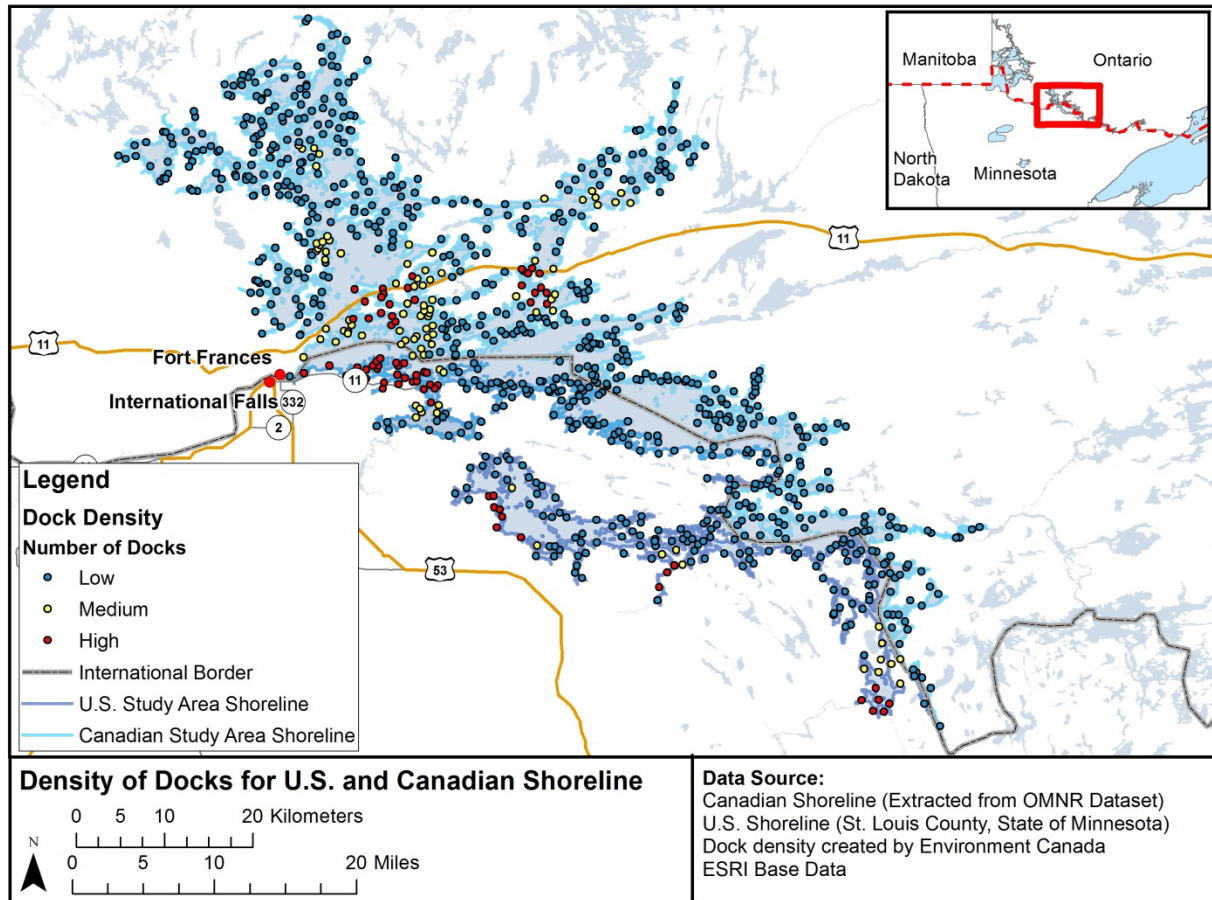 Manitoba
Ontario
North
Dakota
Minnesota
11
11
Fort Frances
11
International Falls
332
2
53
Legend
Dock Density
Number of Docks
Low
Medium
High
International Border
U.S. Study Area Shoreline
Canadian Study Area Shoreline
Density of Docks for U.S. and Canadian Shoreline
0 5 10 20 Kilometers
N
0 5 10 20 Miles
Data Source:
Canadian Shoreline (Extracted from OMNR Dataset)
U.S. Shoreline (St. Louis County, State of Minnesota)
Dock density created by Environment Canada
ESRI Base Data